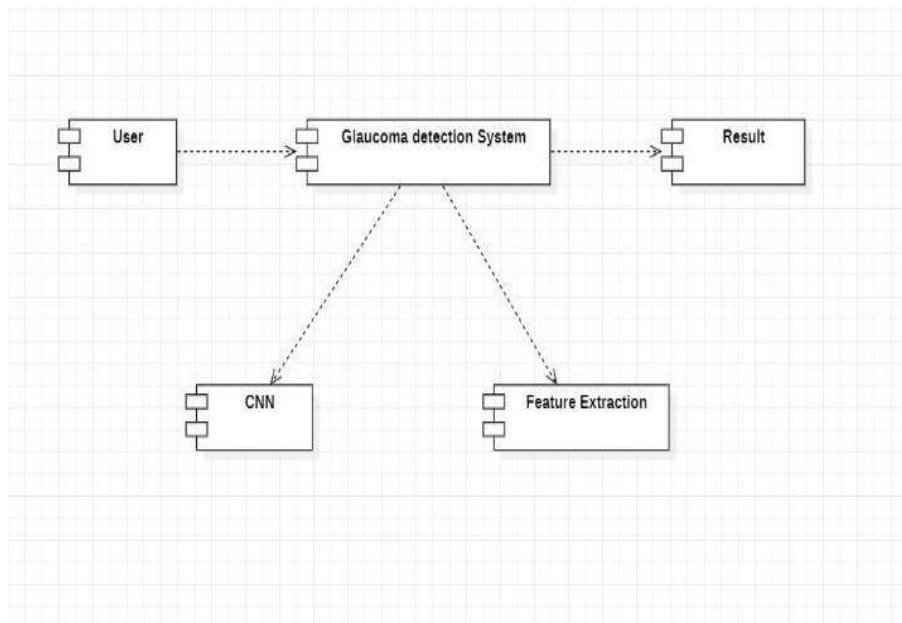 User
Glaucoma detection System
Result
CNN
Feature Extraction